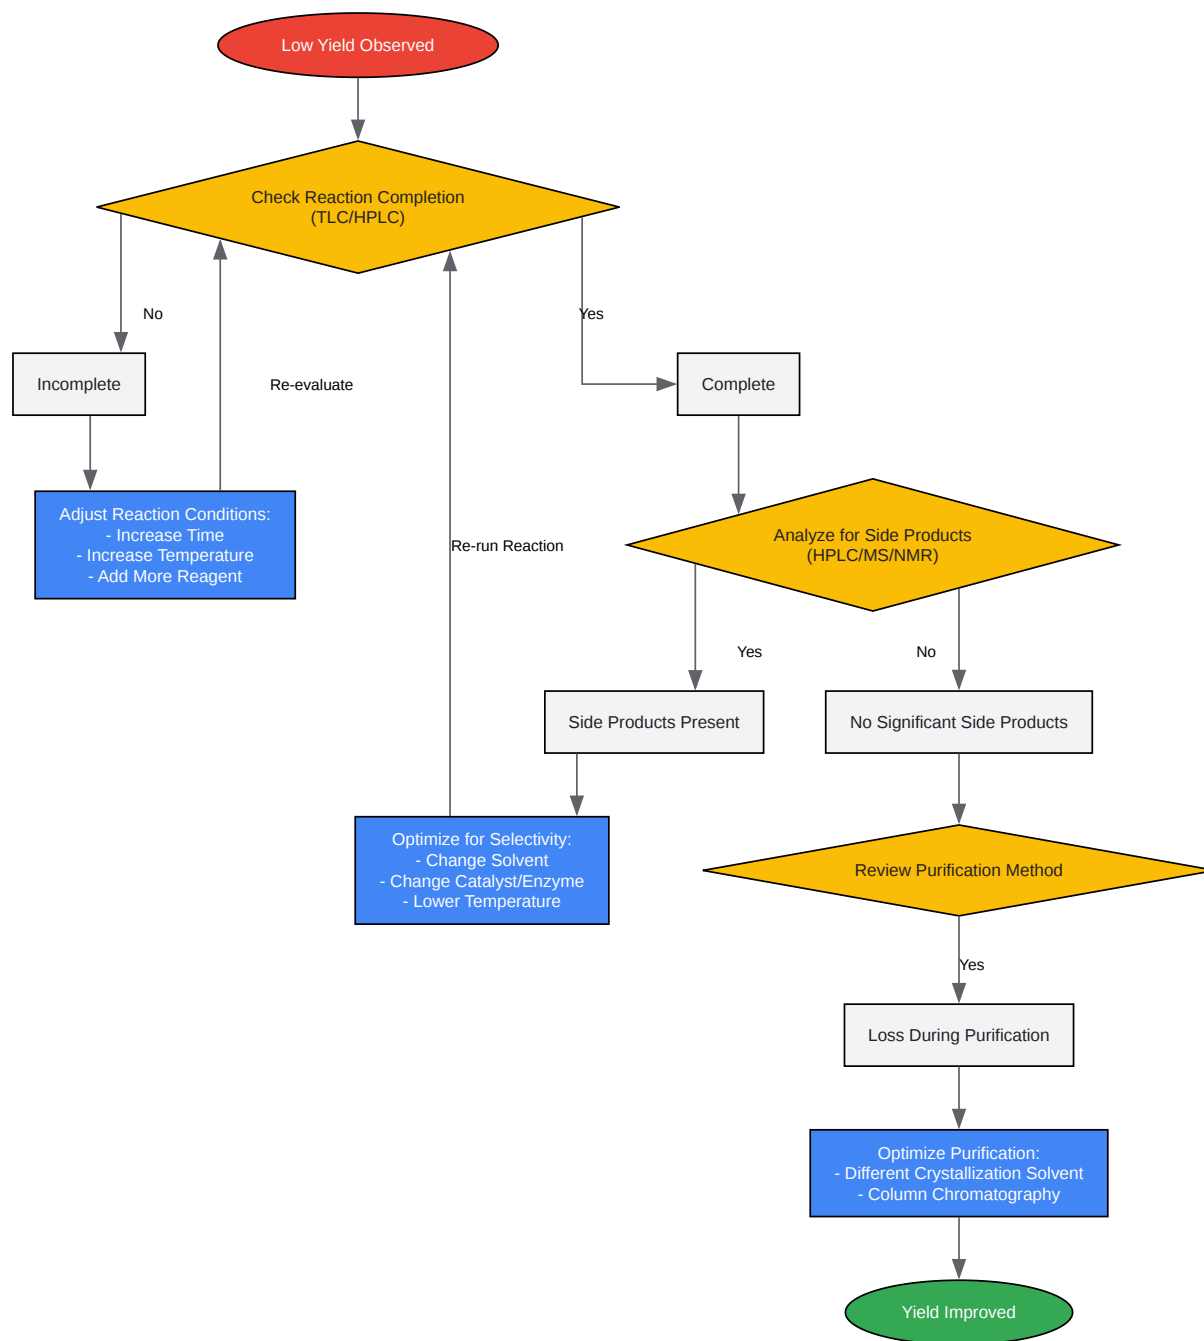 Low Yield Observed
Check Reaction Completion
(TLC/HPLC)
No
Yes
Incomplete
Re-evaluate
Complete
Adjust Reaction Conditions:
- Increase Time
- Increase Temperature
- Add More Reagent
Re-run Reaction
Analyze for Side Products
(HPLC/MS/NMR)
Yes
No
Side Products Present
No Significant Side Products
Optimize for Selectivity:
- Change Solvent
- Change Catalyst/Enzyme
- Lower Temperature
Review Purification Method
Yes
Loss During Purification
Optimize Purification:
- Different Crystallization Solvent
- Column Chromatography
Yield Improved